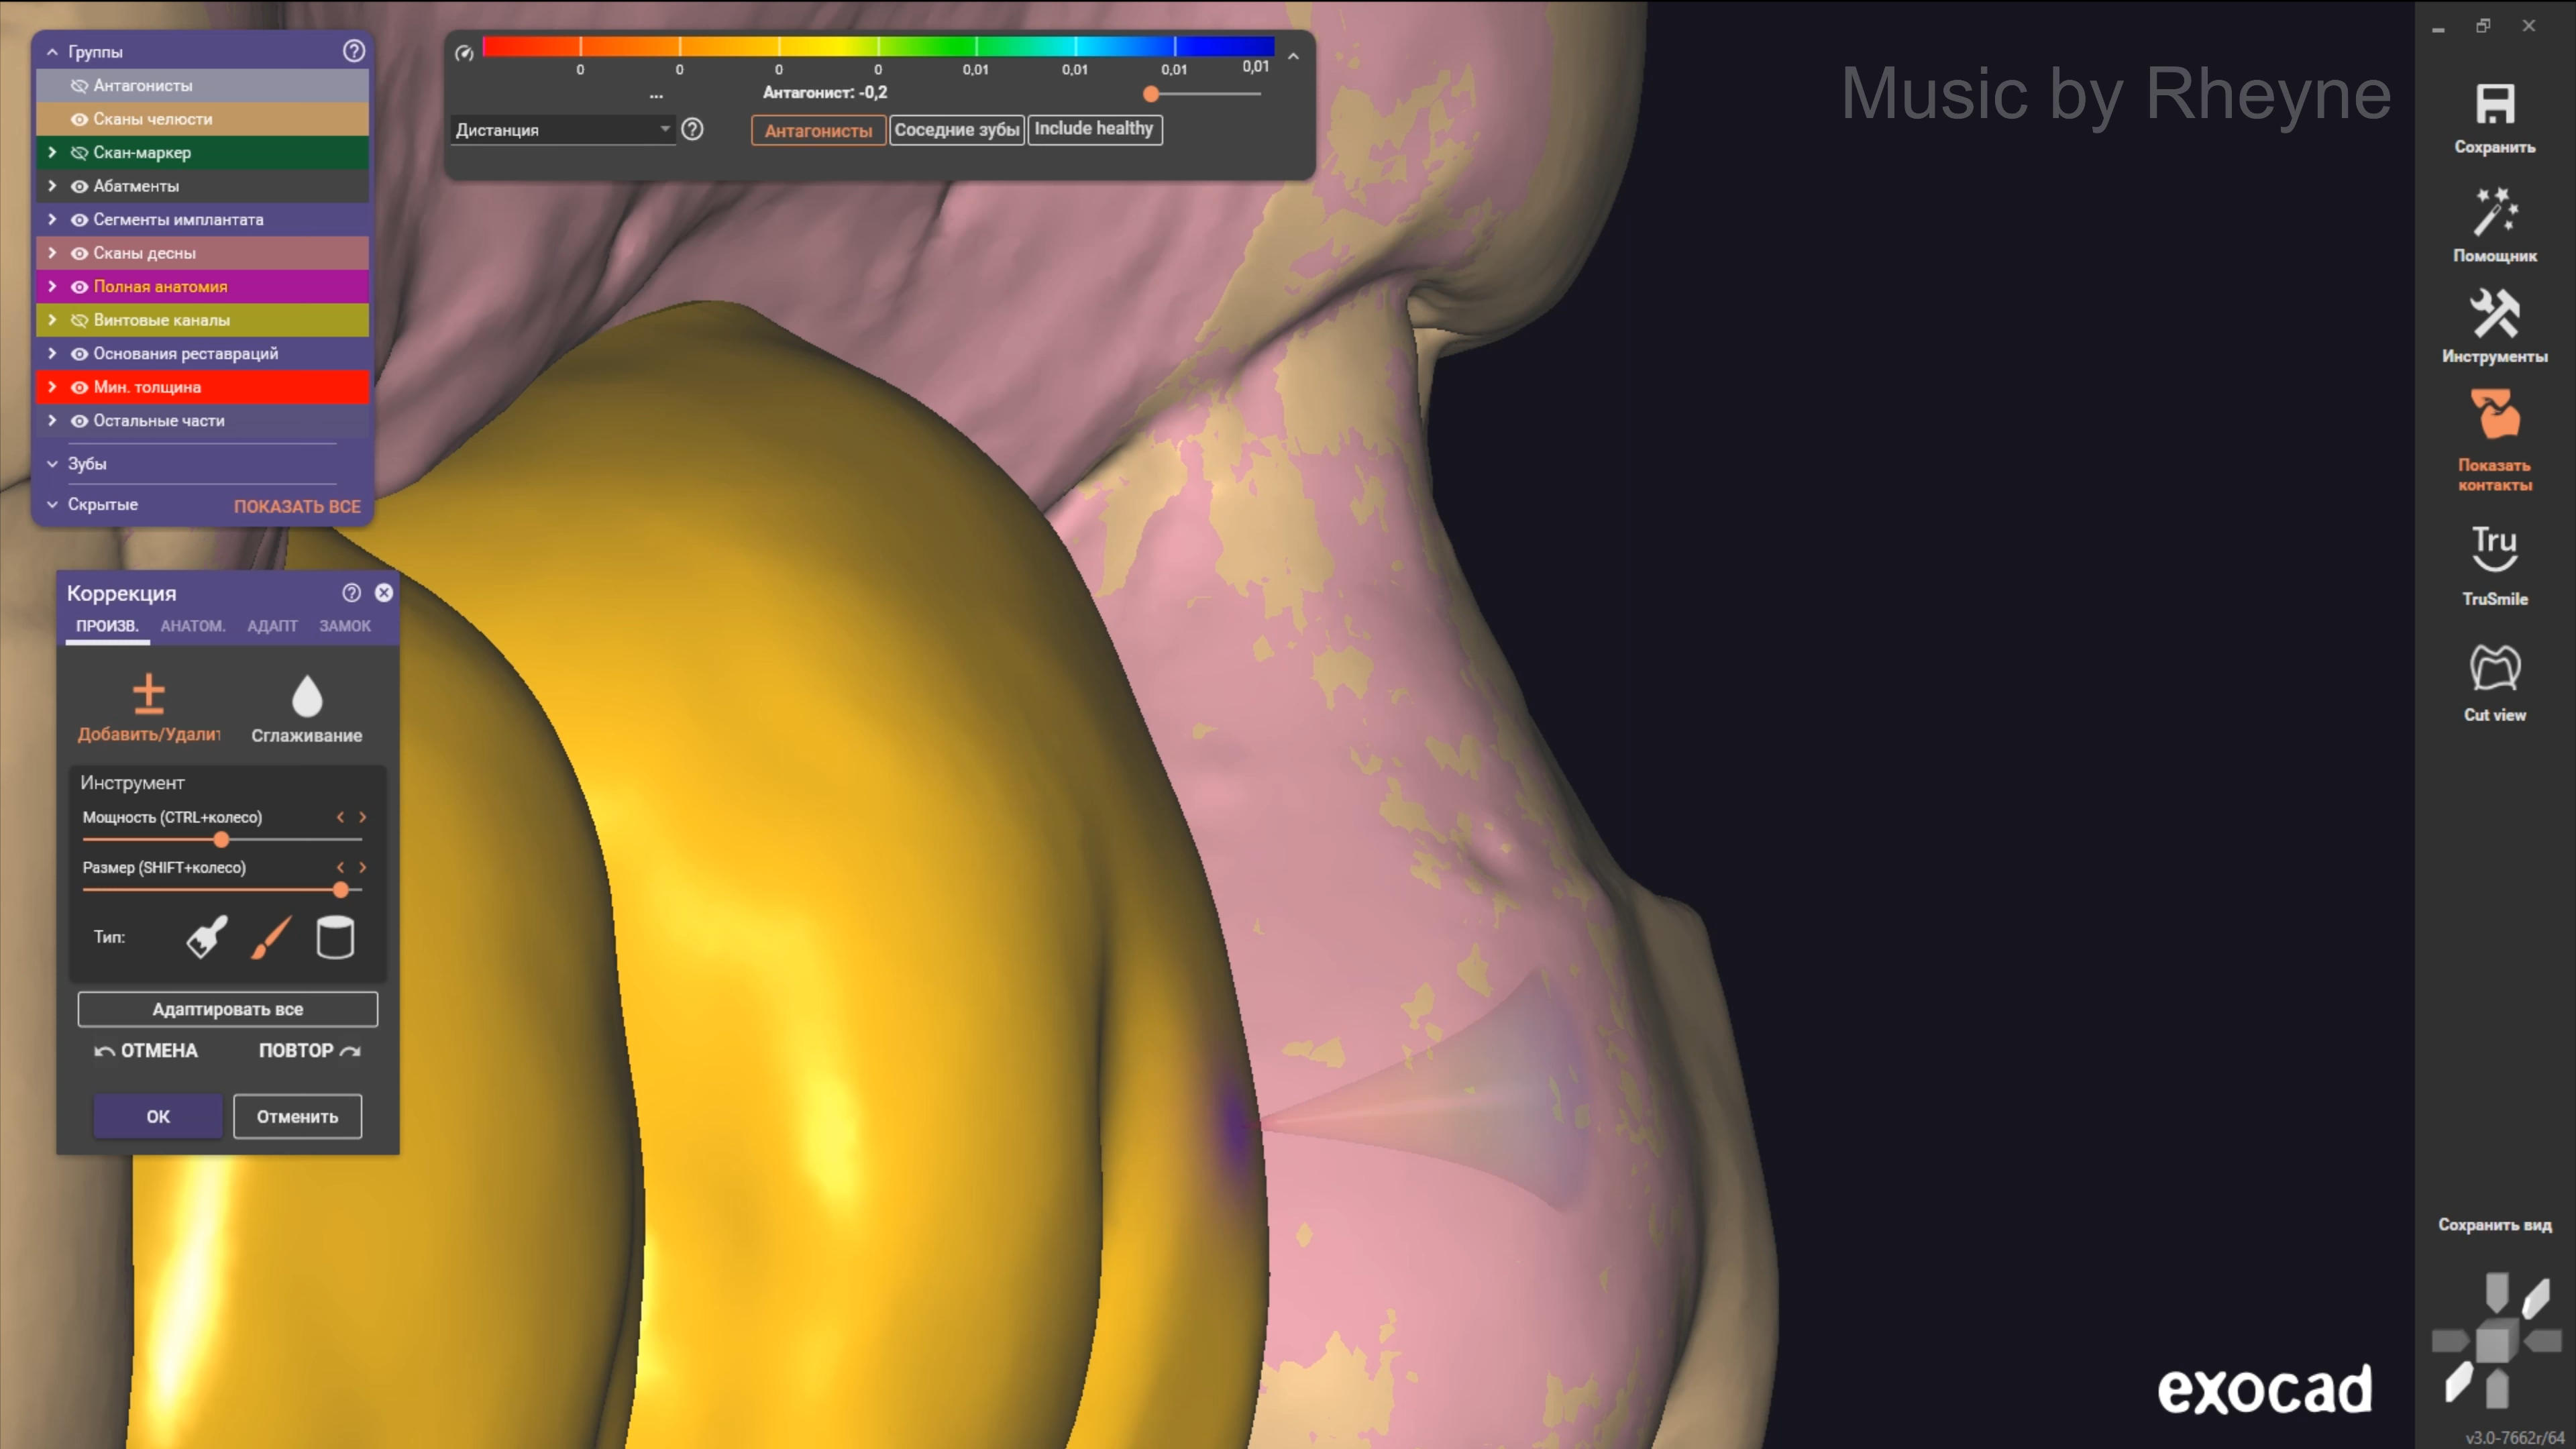 Группы
Антагонисты
Сканы челюсти
Скан-маркер
Абатменты
Сегменты имплантата
Сканы десны
Полная анатомия
Винтовые каналы
Основания реставраций
Мин. толщина
Остальные части
Зубы
Скрытые ПОКАЗАТЬ ВСЕ
0 0 0 0 0,01 0,01 0,01 0,01
... Антагонист: -0,2
Дистанция Антагонисты Соседние зубы Include healthy
Music by Rheyne
Коррекция
ПРОИЗВ. АНАТОМ. АДАПТ ЗАМОК
Добавить/Удалит Сглаживание
Инструмент
Мощность (CTRL+колесо)
Размер (SHIFT+колесо)
Тип:
Адаптировать все
ОТМЕНА ПОВТОР
OK Отменить
Сохранить
Помощник
Инструменты
Показать
контакты
Tru
TruSmile
Cut view
Сохранить вид
exocad
v3.0-7662r/64